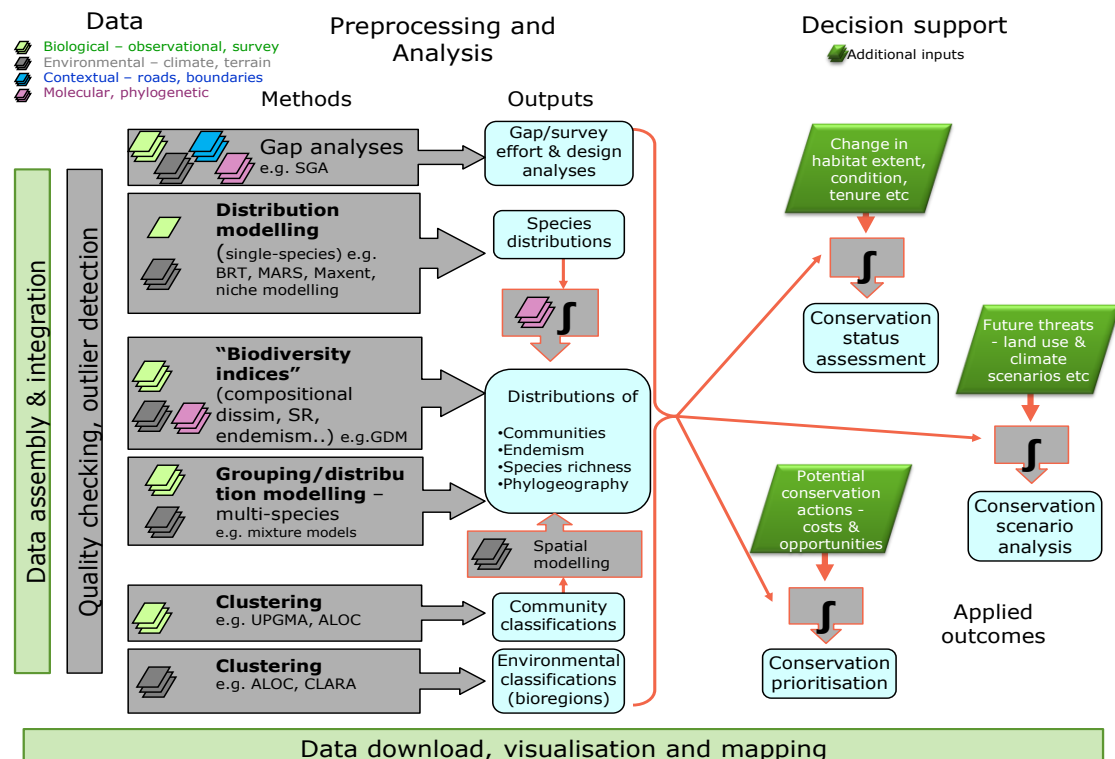 Data
Biological – observational, survey
Environmental – climate, terrain
Contextual – roads, boundaries
Molecular, phylogenetic
Preprocessing and
Analysis
Decision support
Additional inputs
Methods
Outputs
Data assembly & integration
Quality checking, outlier detection
Gap analyses
e.g. SGA
Gap/survey
effort & design
analyses
Distribution
modelling
(single-species) e.g.
BRT, MARS, Maxent,
niche modelling
Species
distributions
∫
“Biodiversity
indices”
(compositional
dissim, SR,
endemism..) e.g.GDM
Distributions of
•Communities
•Endemism
•Species richness
•Phylogeography
Grouping/distribu
tion modelling –
multi-species
e.g. mixture models
Spatial
modelling
Clustering
e.g. UPGMA, ALOC
Community
classifications
Clustering
e.g. ALOC, CLARA
Environmental
classifications
(bioregions)
Change in
habitat extent,
condition,
tenure etc
∫
Conservation
status
assessment
Future threats
- land use &
climate
scenarios etc
∫
Conservation
scenario
analysis
Potential
conservation
actions -
costs &
opportunities
∫
Conservation
prioritisation
Applied
outcomes
Data download, visualisation and mapping